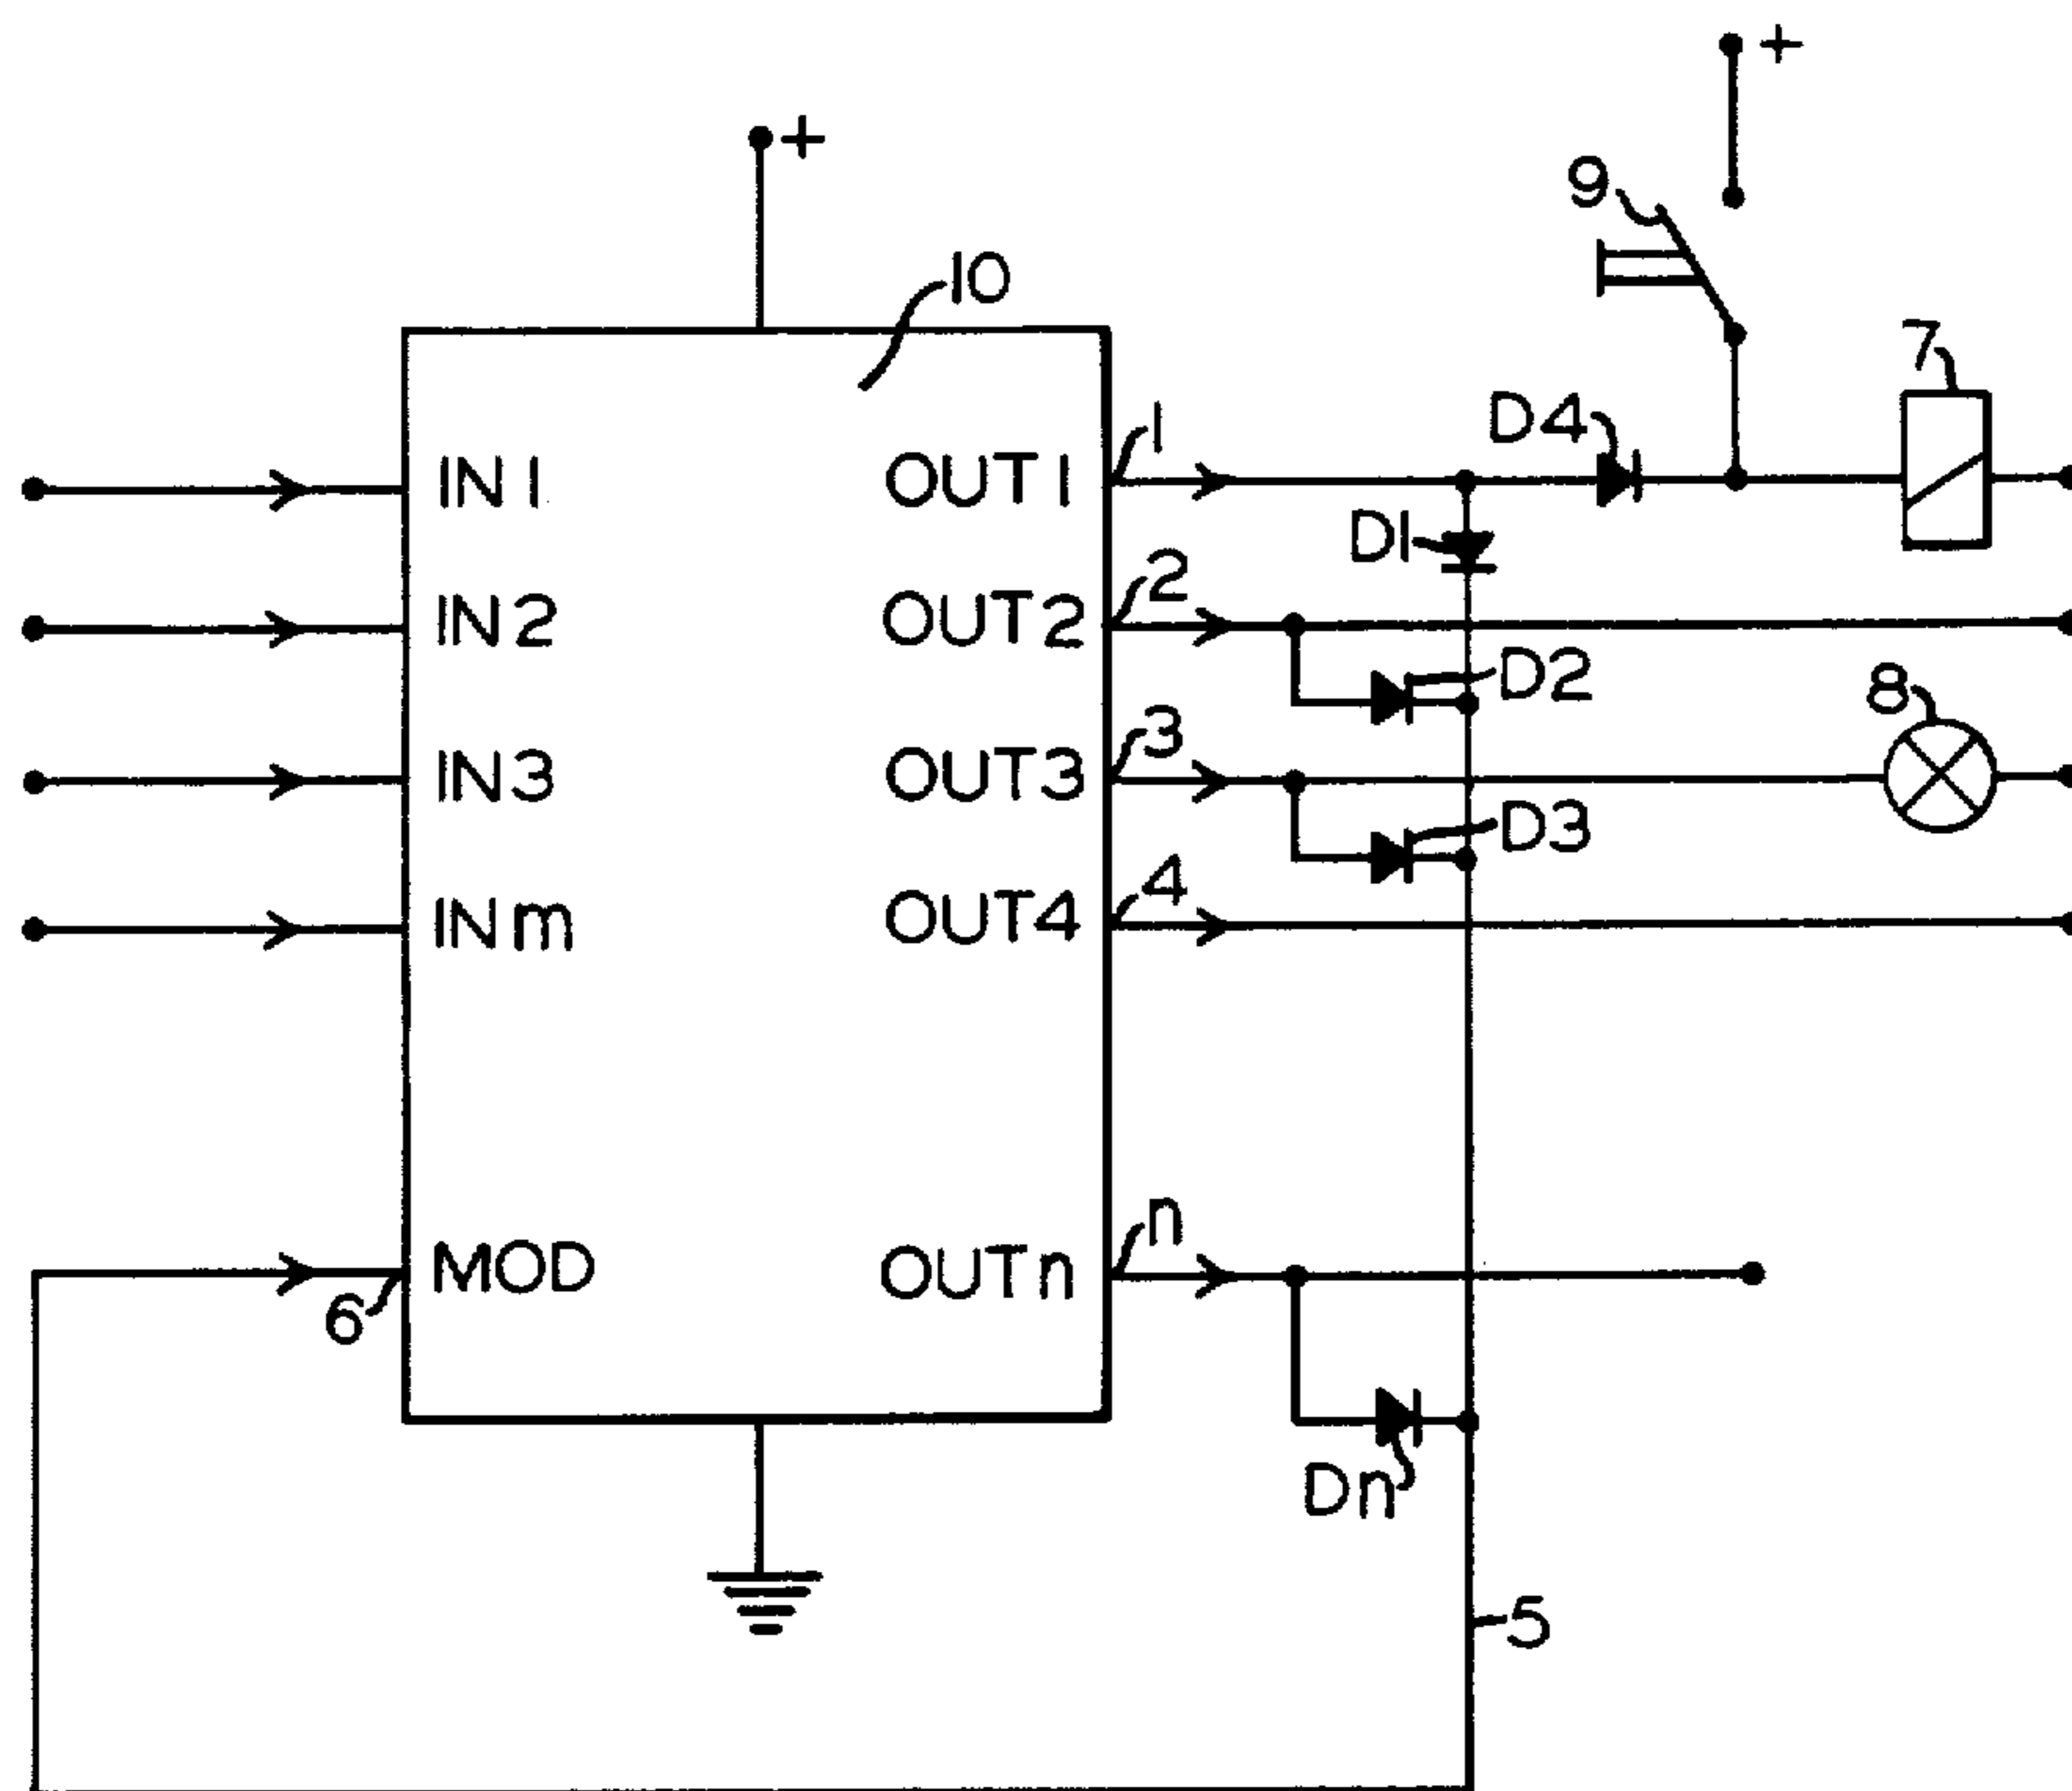 +
+
9
10
7
D4
1
IN1
OUT1
D1
2
IN2
OUT2
D2
8
3
IN3
OUT3
D3
4
INm
OUT4
n
MOD
OUTn
6
Dn
5